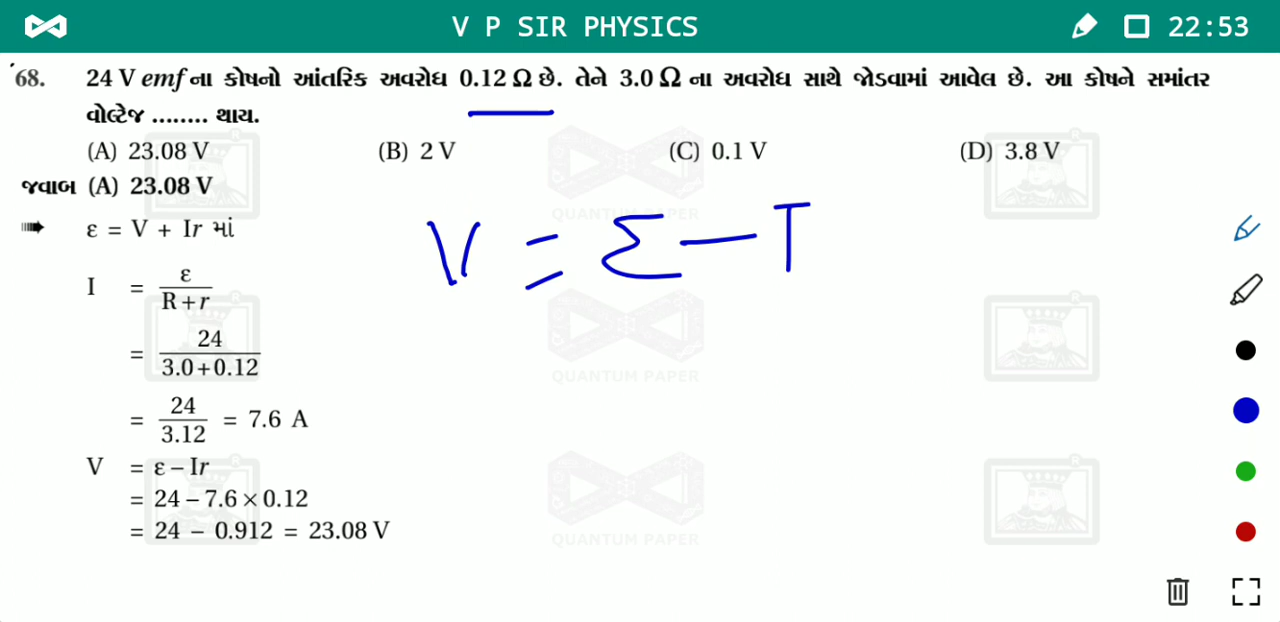 V P SIR PHYSICS 22:53
68. 24 V emf ના કોષનો આંતરિક અવરોધ 0.12 Ω છે. તેને 3.0 Ω ના અવરોધ સાથે જોડવામાં આવેલ છે. આ કોષને સમાંતર
વોલ્ટેજ ........ થાય.
(A) 23.08 V (B) 2 V (C) 0.1 V (D) 3.8 V
જવાબ (A) 23.08 V
➠ ε = V + Ir માં
I = ε / R + r
= 24 / 3.0 + 0.12
= 24 / 3.12 = 7.6 A
V = ε – Ir
= 24 – 7.6 × 0.12
= 24 – 0.912 = 23.08 V
V = Ɛ – I
QUANTUM PAPER
QUANTUM PAPER
QUANTUM PAPER